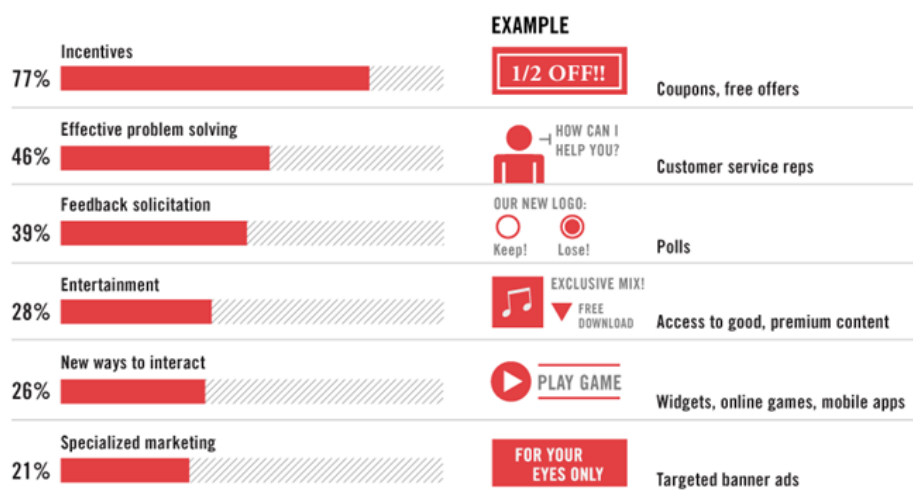 EXAMPLE
Incentives
77%
1/2 OFF!!
Coupons, free offers
Effective problem solving
46%
HOW CAN I
HELP YOU?
Customer service reps
Feedback solicitation
39%
OUR NEW LOGO:
Keep! Lose!
Polls
Entertainment
28%
EXCLUSIVE MIX!
FREE
DOWNLOAD
Access to good, premium content
New ways to interact
26%
PLAY GAME
Widgets, online games, mobile apps
Specialized marketing
21%
FOR YOUR
EYES ONLY
Targeted banner ads